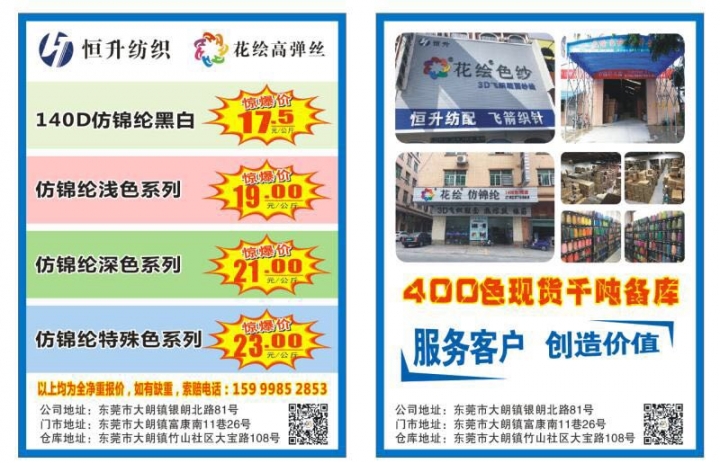 恒升纺织 花绘高弹丝
140D仿锦纶黑白
惊爆价
17.5
元/公斤
仿锦纶浅色系列
惊爆价
19.00
元/公斤
仿锦纶深色系列
惊爆价
21.00
元/公斤
仿锦纶特殊色系列
惊爆价
23.00
元/公斤
以上均为全净重报价，如有缺重，索赔电话：159 9985 2853
公司地址：东莞市大朗镇银朗北路81号
门市地址：东莞市大朗镇富康南11巷26号
仓库地址：东莞市大朗镇竹山社区大宝路108号
恒升
花绘色纱
恒升纺配 飞箭织针
花绘 仿锦纶
400色现货千吨备库
服务客户 创造价值
公司地址：东莞市大朗镇银朗北路81号
门市地址：东莞市大朗镇富康南11巷26号
仓库地址：东莞市大朗镇竹山社区大宝路108号